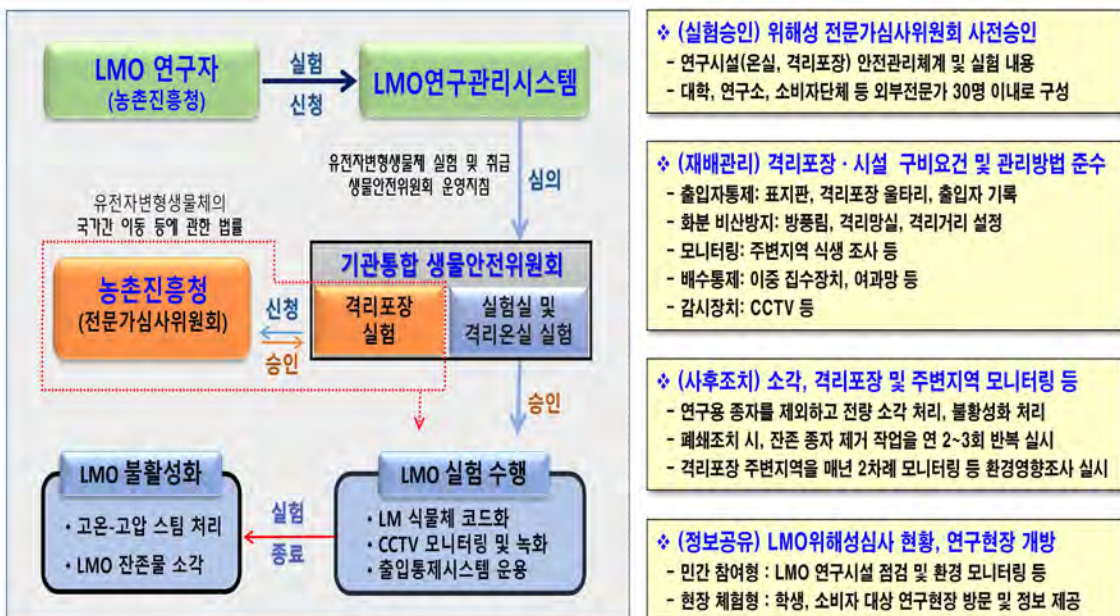 LMO 연구자
(농촌진흥청)
실험
신청
LMO연구관리시스템
유전자변형생물체 실험 및 취급
생물안전위원회 운영지침
심의
유전자변형생물체의
국가간 이동 등에 관한 법률
기관통합 생물안전위원회
농촌진흥청
(전문가심사위원회)
신청
승인
격리포장
실험
실험실 및
격리온실 실험
승인
LMO 불활성화
· 고온-고압 스팀 처리
· LMO 잔존물 소각
실험
종료
LMO 실험 수행
· LM 식물체 코드화
· CCTV 모니터링 및 녹화
· 출입통제시스템 운용
❖ (실험승인) 위해성 전문가심사위원회 사전승인
- 연구시설(온실, 격리포장) 안전관리체계 및 실험 내용
- 대학, 연구소, 소비자단체 등 외부전문가 30명 이내로 구성
❖ (재배관리) 격리포장 · 시설 구비요건 및 관리방법 준수
- 출입자통제: 표지판, 격리포장 울타리, 출입자 기록
- 화분 비산방지: 방풍림, 격리망실, 격리거리 설정
- 모니터링: 주변지역 식생 조사 등
- 배수통제: 이중 집수장치, 여과망 등
- 감시장치: CCTV 등
❖ (사후조치) 소각, 격리포장 및 주변지역 모니터링 등
- 연구용 종자를 제외하고 전량 소각 처리, 불활성화 처리
- 폐쇄조치 시, 잔존 종자 제거 작업을 연 2~3회 반복 실시
- 격리포장 주변지역을 매년 2차례 모니터링 등 환경영향조사 실시
❖ (정보공유) LMO위해성심사 현황, 연구현장 개방
- 민간 참여형 : LMO 연구시설 점검 및 환경 모니터링 등
- 현장 체험형 : 학생, 소비자 대상 연구현장 방문 및 정보 제공